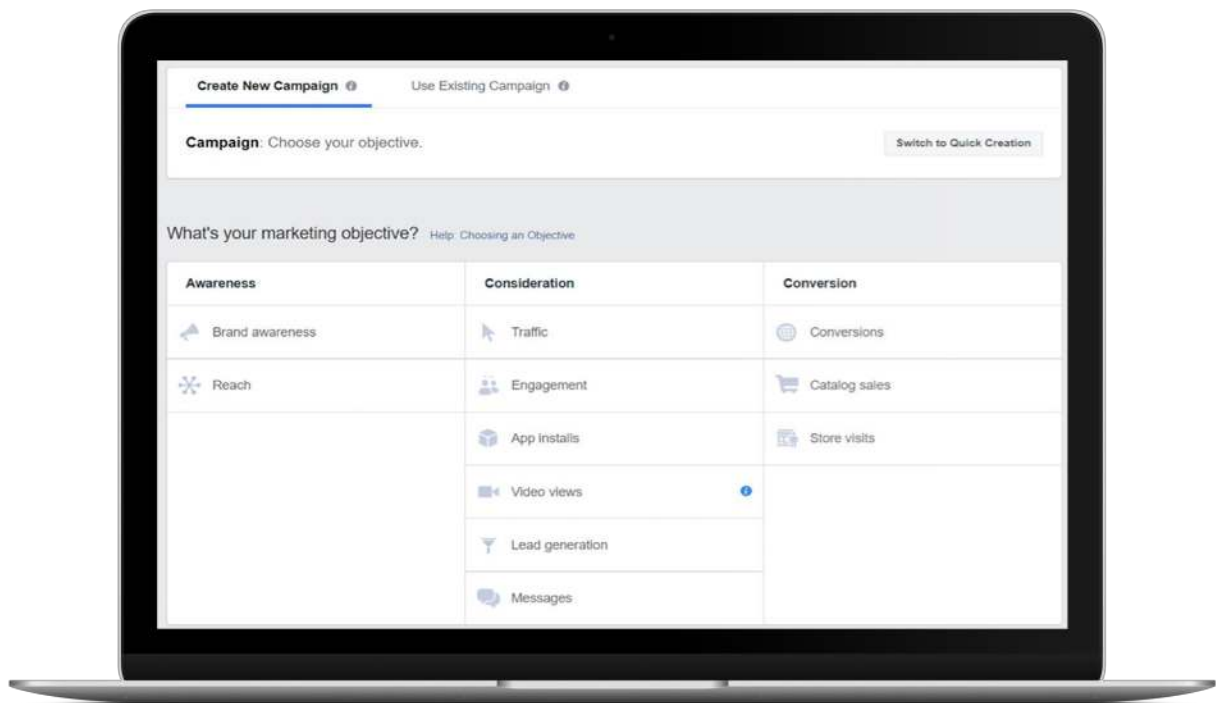 Create New Campaign
Use Existing Campaign
Campaign: Choose your objective.
Switch to Quick Creation
What's your marketing objective? Help: Choosing an Objective
Awareness
Consideration
Conversion
Brand awareness
Traffic
Conversions
Reach
Engagement
Catalog sales
App installs
Store visits
Video views
Lead generation
Messages